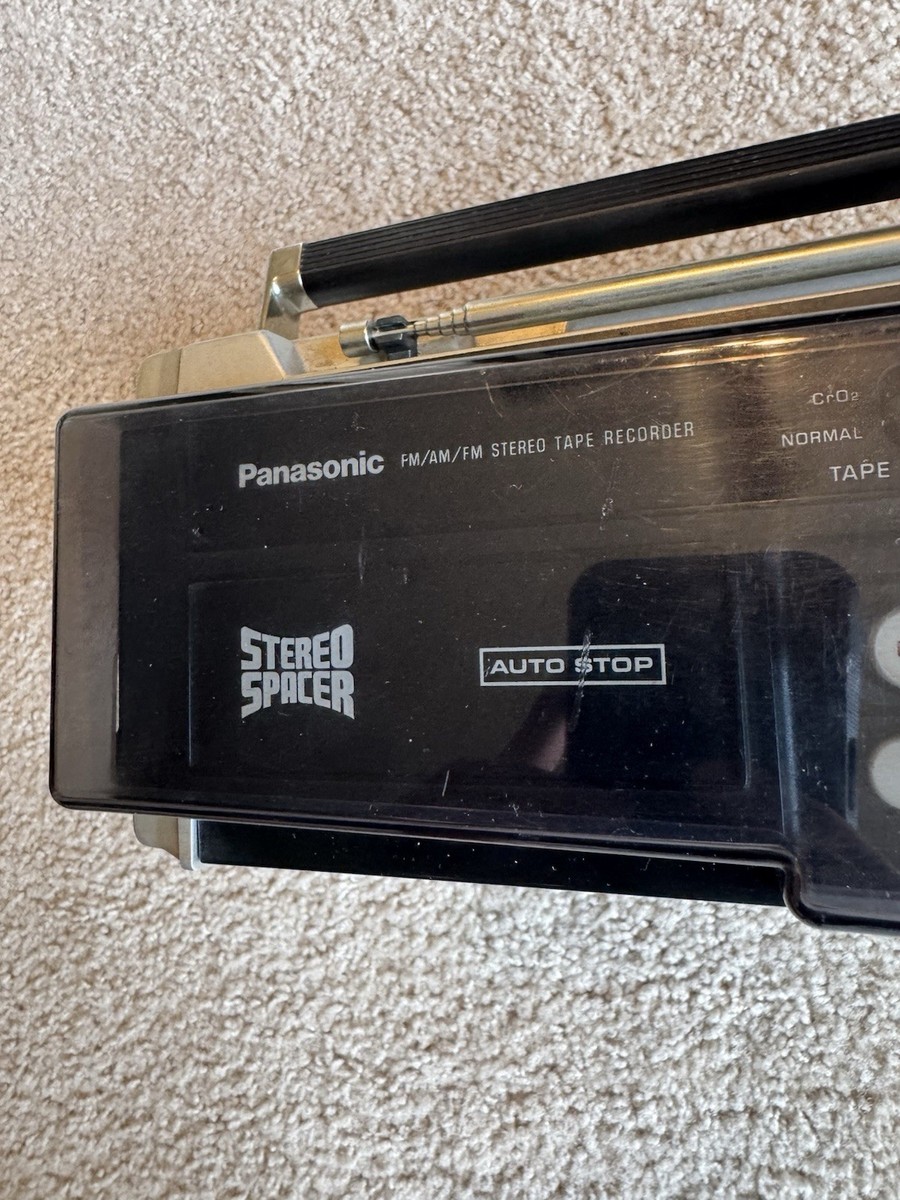 Panasonic FM/AM/FM STEREO TAPE RECORDER
CrO₂
NORMAL
TAPE
STEREO
SPACER
AUTO STOP